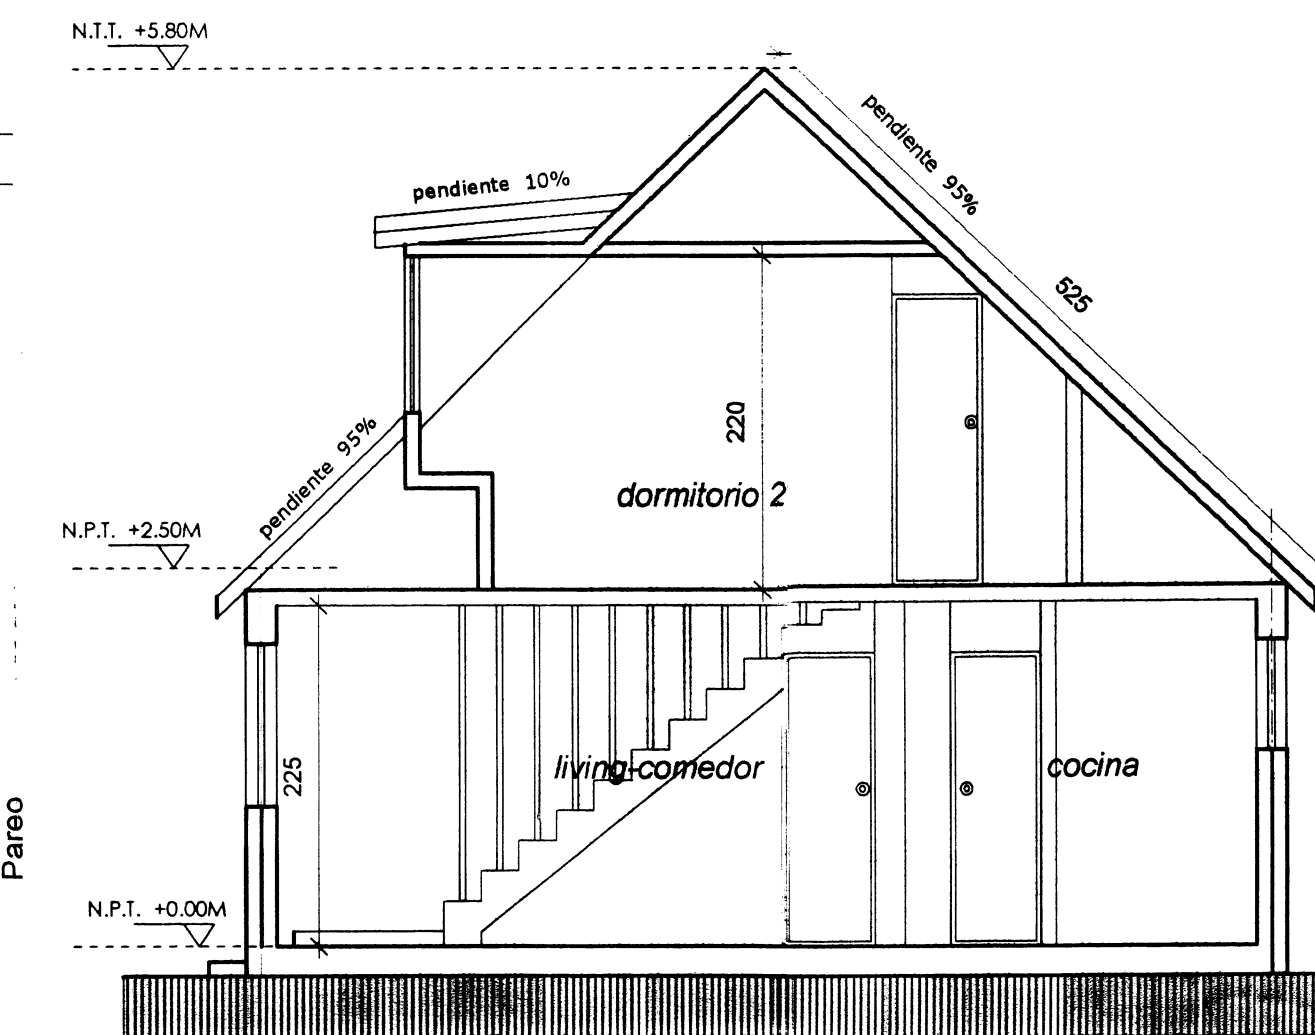 N.T.T. +5.80M
pendiente 10%
pendiente 95%
525
220
pendiente 95%
dormitorio 2
N.P.T. +2.50M
225
living-comedor
cocina
Pareo
N.P.T. +0.00M